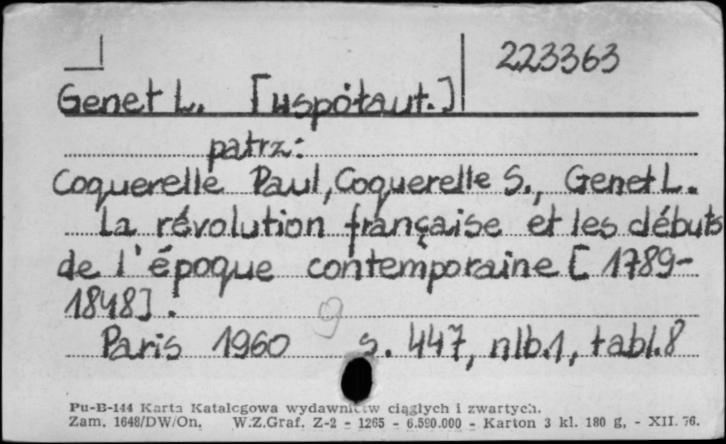 223363
Genet L. [współaut.]
patrz:
Coquerelle Paul, Coquerelle S., Genet L.
La révolution française et les débuts
de l'époque contemporaine [1789-
1848].
9
Paris 1960 s. 447, nlb.1, tabl.8
Pu-B-144 Karta Katalogowa wydawnictw ciągłych i zwartych.
Zam. 1648/DW/On. W.Z.Graf. Z-2 - 1265 - 6.590.000 - Karton 3 kl. 180 g, - XII.76.